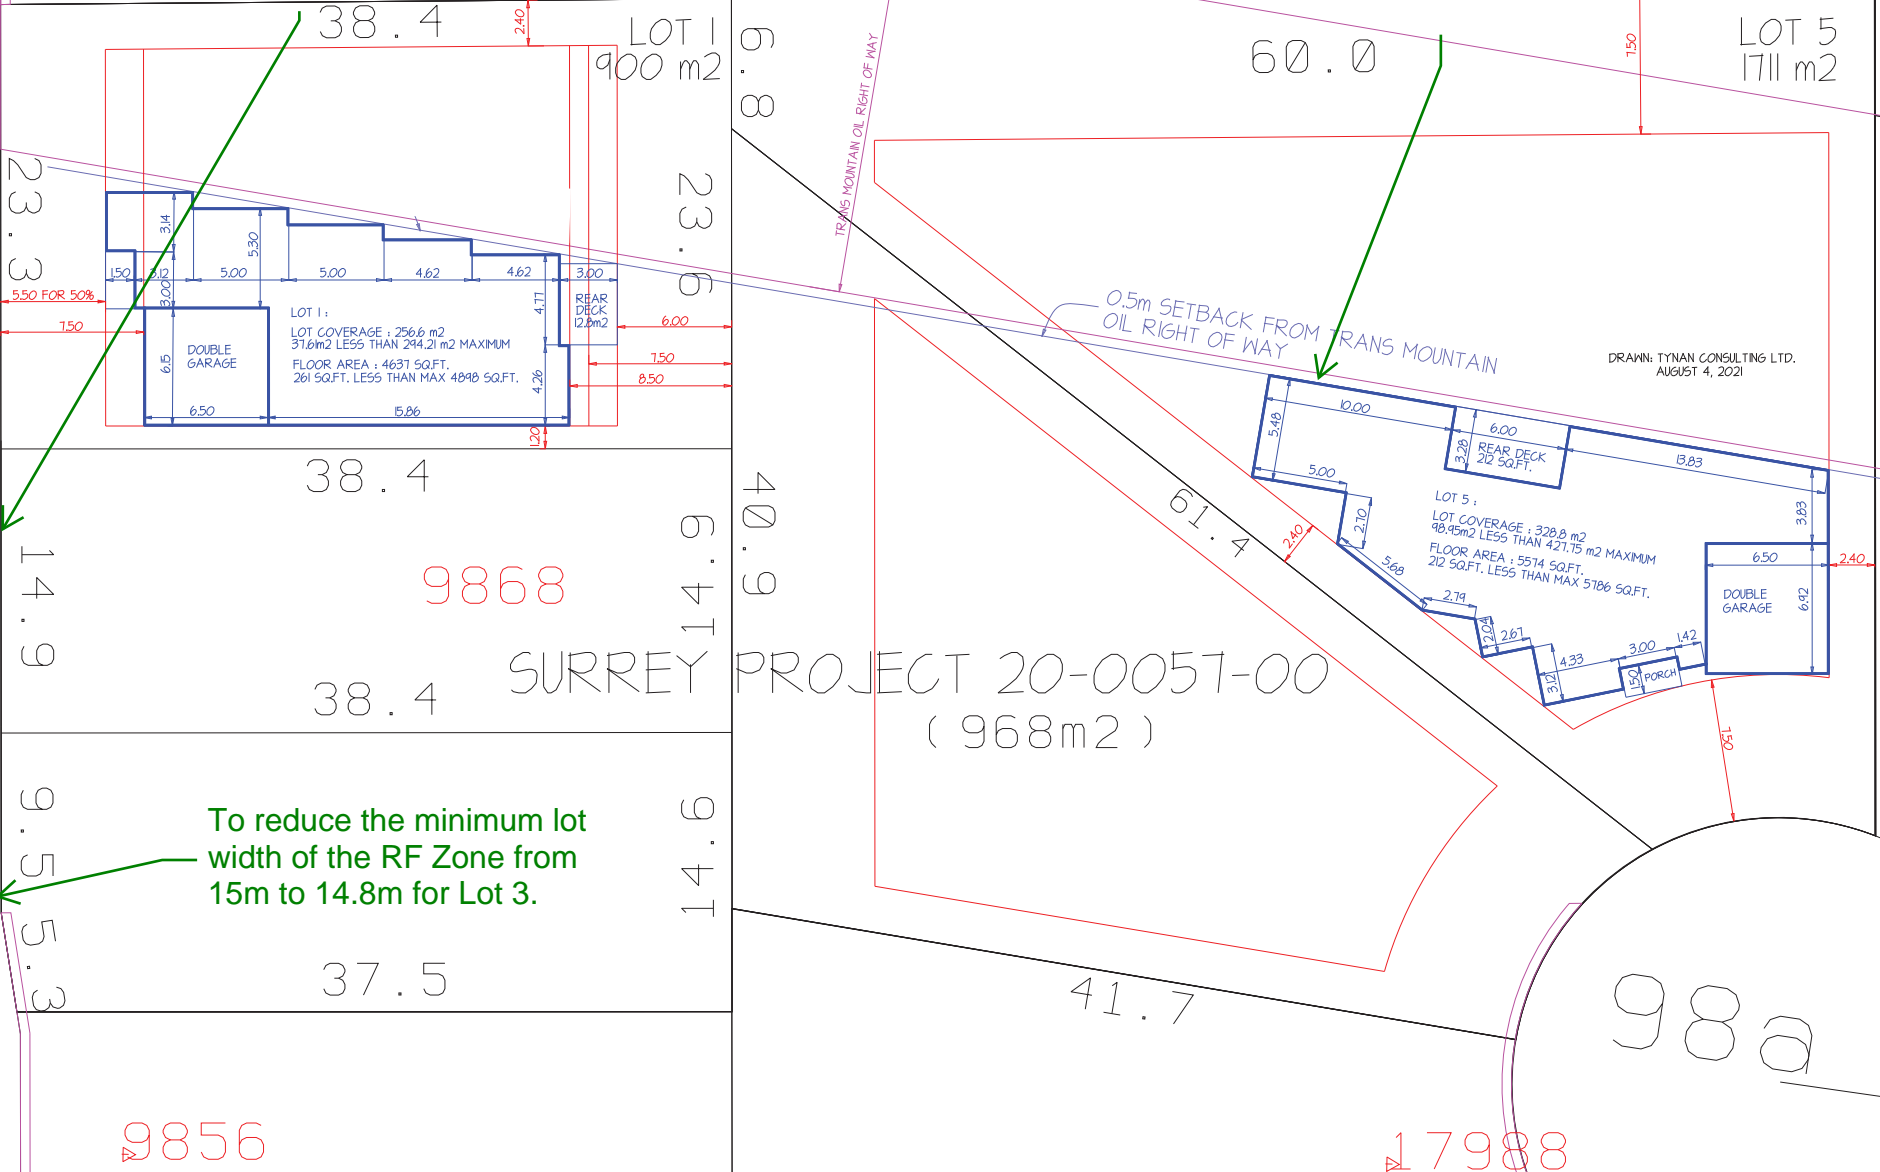 38.4
2.40
LOT 1
900 m2
6.8
TRANS MOUNTAIN OIL RIGHT OF WAY
60.0
7.50
LOT 5
1711 m2
23.3
23.6
3.14
5.30
1.50
3.12
5.00
5.00
4.62
4.62
3.00
3.00
5.50 FOR 50%
7.50
LOT 1 :
LOT COVERAGE : 256.6 m2
37.61m2 LESS THAN 294.21 m2 MAXIMUM
FLOOR AREA : 4637 SQ.FT.
261 SQ.FT. LESS THAN MAX 4898 SQ.FT.
4.77
REAR
DECK
12.8m2
6.00
7.50
8.50
DOUBLE
GARAGE
6.15
4.26
6.50
15.86
1.20
0.5m SETBACK FROM TRANS MOUNTAIN
OIL RIGHT OF WAY
DRAWN: TYNAN CONSULTING LTD.
AUGUST 4, 2021
10.00
5.48
6.00
3.28
REAR DECK
212 SQ.FT.
13.83
5.00
2.70
LOT 5 :
LOT COVERAGE : 328.8 m2
98.95m2 LESS THAN 427.75 m2 MAXIMUM
FLOOR AREA : 5574 SQ.FT.
212 SQ.FT. LESS THAN MAX 5786 SQ.FT.
3.83
6.50
2.40
DOUBLE
GARAGE
6.92
5.68
2.79
2.04
2.67
4.33
3.12
3.00
1.42
1.50
PORCH
7.50
38.4
40.9
61.4
2.40
14.9
14.9
9868
SURREY PROJECT 20-0057-00
( 968m2 )
38.4
9.5
14.9
To reduce the minimum lot
width of the RF Zone from
15m to 14.8m for Lot 3.
5.3
37.5
41.7
98a
9856
17988